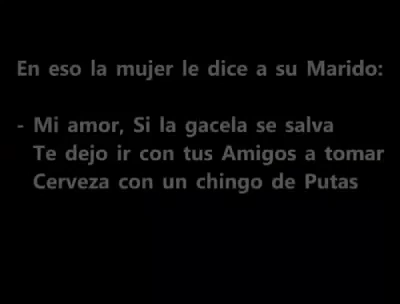 En eso la mujer le dice a su Marido:
- Mi amor, Si la gacela se salva
Te dejo ir con tus Amigos a tomar
Cerveza con un chingo de Putas